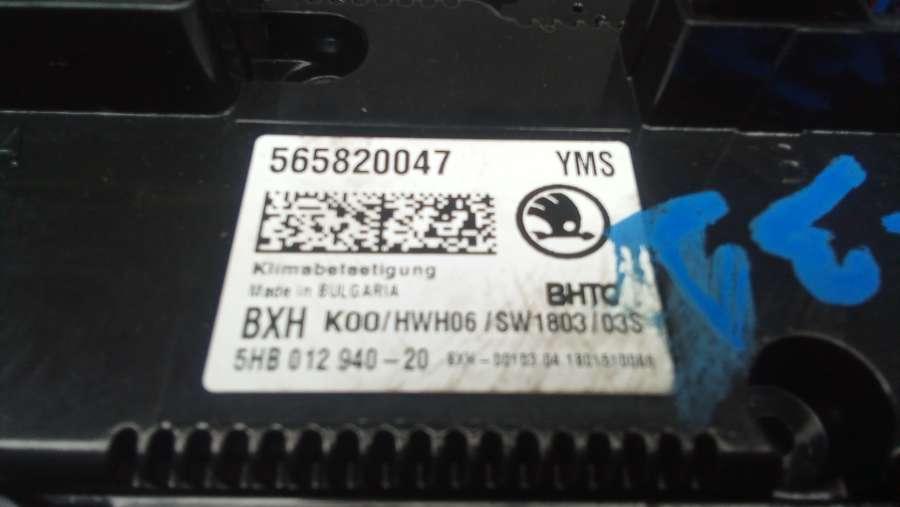 565820047 YMS
Klimabetaetigung
Made in BULGARIA
BHTC
BXH K00/HWH06/SW1803/03S
5HB 012 940-20